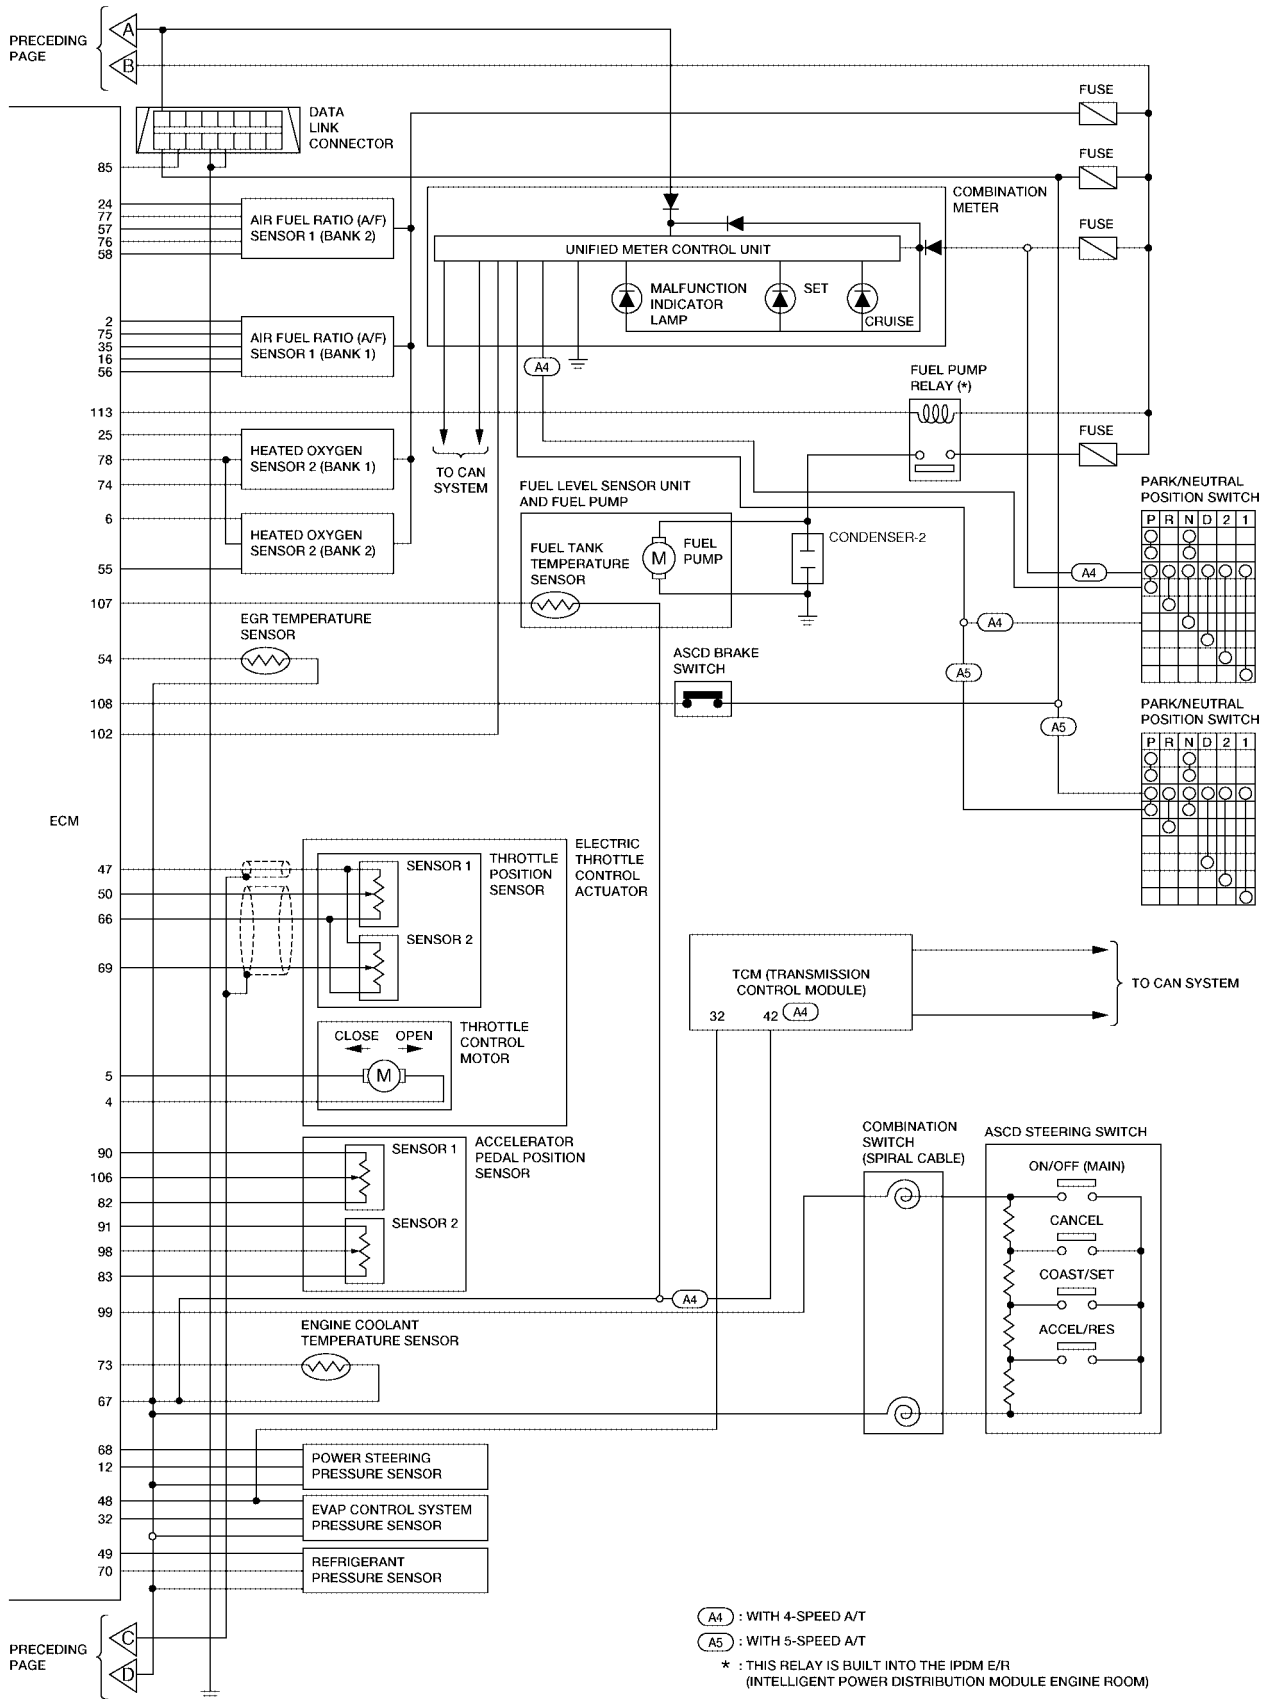 PRECEDING
PAGE
A
B
DATA
LINK
CONNECTOR
FUSE
FUSE
FUSE
FUSE
COMBINATION
METER
85
24
77
57
76
58
AIR FUEL RATIO (A/F)
SENSOR 1 (BANK 2)
UNIFIED METER CONTROL UNIT
MALFUNCTION
INDICATOR
LAMP
SET
CRUISE
2
75
35
16
56
AIR FUEL RATIO (A/F)
SENSOR 1 (BANK 1)
A4
FUEL PUMP
RELAY (*)
113
25
78
74
HEATED OXYGEN
SENSOR 2 (BANK 1)
TO CAN
SYSTEM
6
55
HEATED OXYGEN
SENSOR 2 (BANK 2)
FUEL LEVEL SENSOR UNIT
AND FUEL PUMP
FUEL TANK
TEMPERATURE
SENSOR
M
FUEL
PUMP
CONDENSER-2
PARK/NEUTRAL
POSITION SWITCH
P R N D 2 1
A4
A4
A5
107
EGR TEMPERATURE
SENSOR
54
ASCD BRAKE
SWITCH
108
102
A5
PARK/NEUTRAL
POSITION SWITCH
P R N D 2 1
ECM
47
50
66
69
SENSOR 1
SENSOR 2
THROTTLE
POSITION
SENSOR
ELECTRIC
THROTTLE
CONTROL
ACTUATOR
CLOSE OPEN
M
THROTTLE
CONTROL
MOTOR
5
4
TCM (TRANSMISSION
CONTROL MODULE)
32 42 A4
TO CAN SYSTEM
90
106
82
91
98
83
SENSOR 1
SENSOR 2
ACCELERATOR
PEDAL POSITION
SENSOR
COMBINATION
SWITCH
(SPIRAL CABLE)
ASCD STEERING SWITCH
ON/OFF (MAIN)
CANCEL
COAST/SET
ACCEL/RES
A4
99
ENGINE COOLANT
TEMPERATURE SENSOR
73
67
68
12
POWER STEERING
PRESSURE SENSOR
48
32
EVAP CONTROL SYSTEM
PRESSURE SENSOR
49
70
REFRIGERANT
PRESSURE SENSOR
PRECEDING
PAGE
C
D
A4 : WITH 4-SPEED A/T
A5 : WITH 5-SPEED A/T
* : THIS RELAY IS BUILT INTO THE IPDM E/R
(INTELLIGENT POWER DISTRIBUTION MODULE ENGINE ROOM)